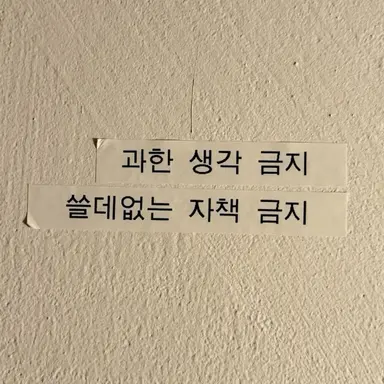 과한 생각 금지
쓸데없는 자책 금지